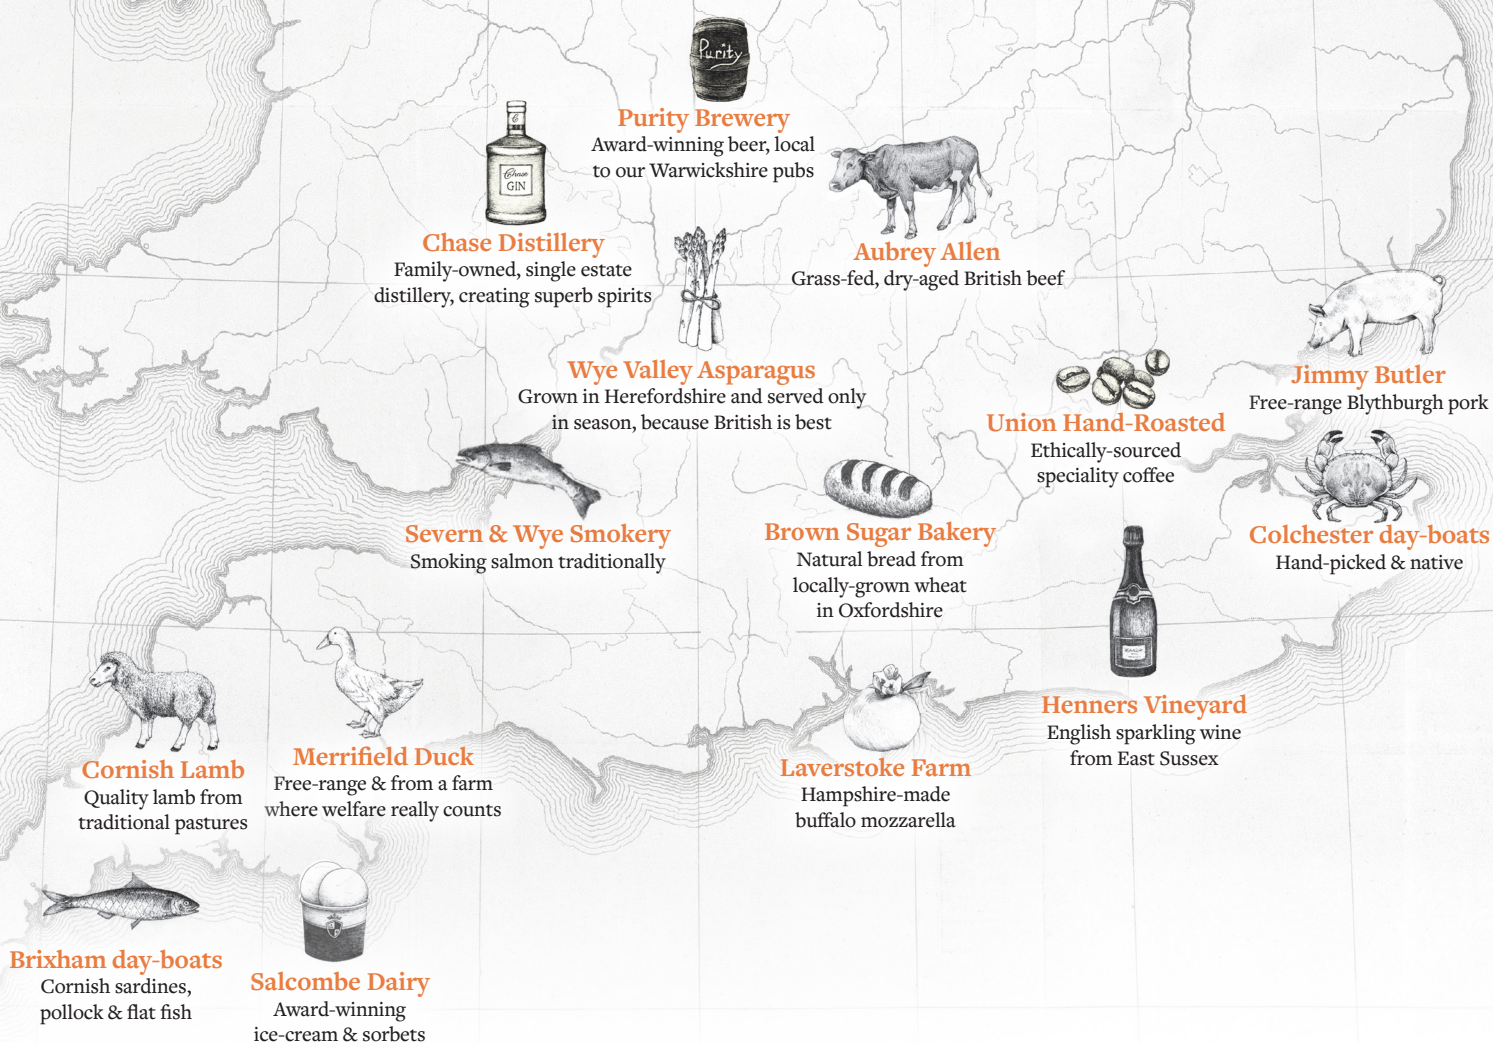 Purity
Purity Brewery
Award-winning beer, local
to our Warwickshire pubs
Chase
GIN
Chase Distillery
Family-owned, single estate
distillery, creating superb spirits
Aubrey Allen
Grass-fed, dry-aged British beef
Wye Valley Asparagus
Grown in Herefordshire and served only
in season, because British is best
Jimmy Butler
Free-range Blythburgh pork
Union Hand-Roasted
Ethically-sourced
speciality coffee
Severn & Wye Smokery
Smoking salmon traditionally
Brown Sugar Bakery
Natural bread from
locally-grown wheat
in Oxfordshire
Colchester day-boats
Hand-picked & native
Henners Vineyard
English sparkling wine
from East Sussex
Cornish Lamb
Quality lamb from
traditional pastures
Merrifield Duck
Free-range & from a farm
where welfare really counts
Laverstoke Farm
Hampshire-made
buffalo mozzarella
Brixham day-boats
Cornish sardines,
pollock & flat fish
Salcombe Dairy
Award-winning
ice-cream & sorbets